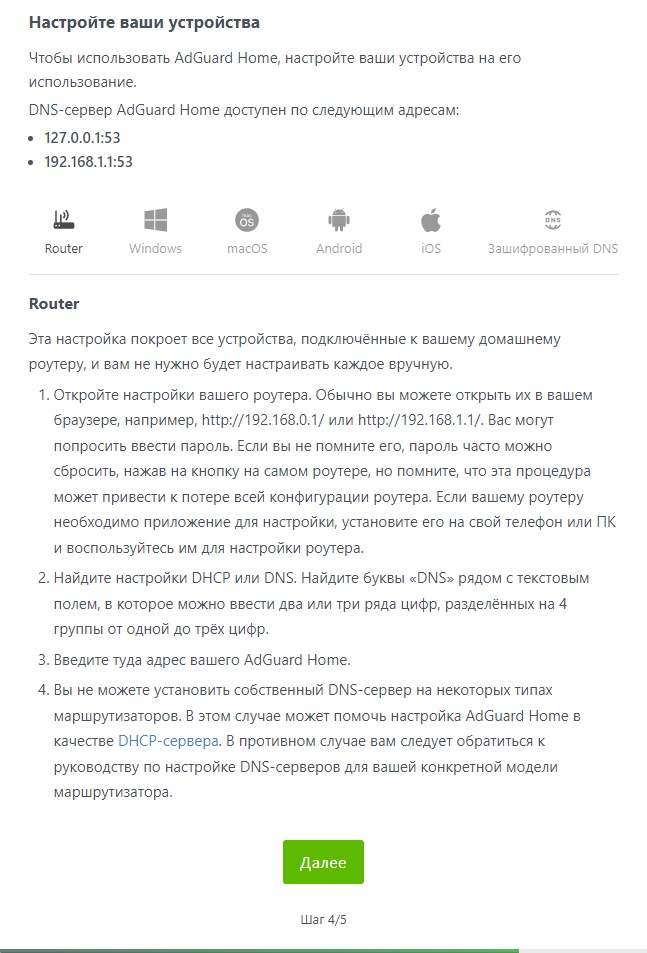 Настройте ваши устройства
Чтобы использовать AdGuard Home, настройте ваши устройства на его
использование.
DNS-сервер AdGuard Home доступен по следующим адресам:
• 127.0.0.1:53
• 192.168.1.1:53
mac OS
DNS
Router Windows macOS Android iOS Зашифрованный DNS
Router
Эта настройка покроет все устройства, подключённые к вашему домашнему
роутеру, и вам не нужно будет настраивать каждое вручную.
1. Откройте настройки вашего роутера. Обычно вы можете открыть их в вашем
браузере, например, http://192.168.0.1/ или http://192.168.1.1/. Вас могут
попросить ввести пароль. Если вы не помните его, пароль часто можно
сбросить, нажав на кнопку на самом роутере, но помните, что эта процедура
может привести к потере всей конфигурации роутера. Если вашему роутеру
необходимо приложение для настройки, установите его на свой телефон или ПК
и воспользуйтесь им для настройки роутера.
2. Найдите настройки DHCP или DNS. Найдите буквы «DNS» рядом с текстовым
полем, в которое можно ввести два или три ряда цифр, разделённых на 4
группы от одной до трёх цифр.
3. Введите туда адрес вашего AdGuard Home.
4. Вы не можете установить собственный DNS-сервер на некоторых типах
маршрутизаторов. В этом случае может помочь настройка AdGuard Home в
качестве DHCP-сервера. В противном случае вам следует обратиться к
руководству по настройке DNS-серверов для вашей конкретной модели
маршрутизатора.
Далее
Шаг 4/5